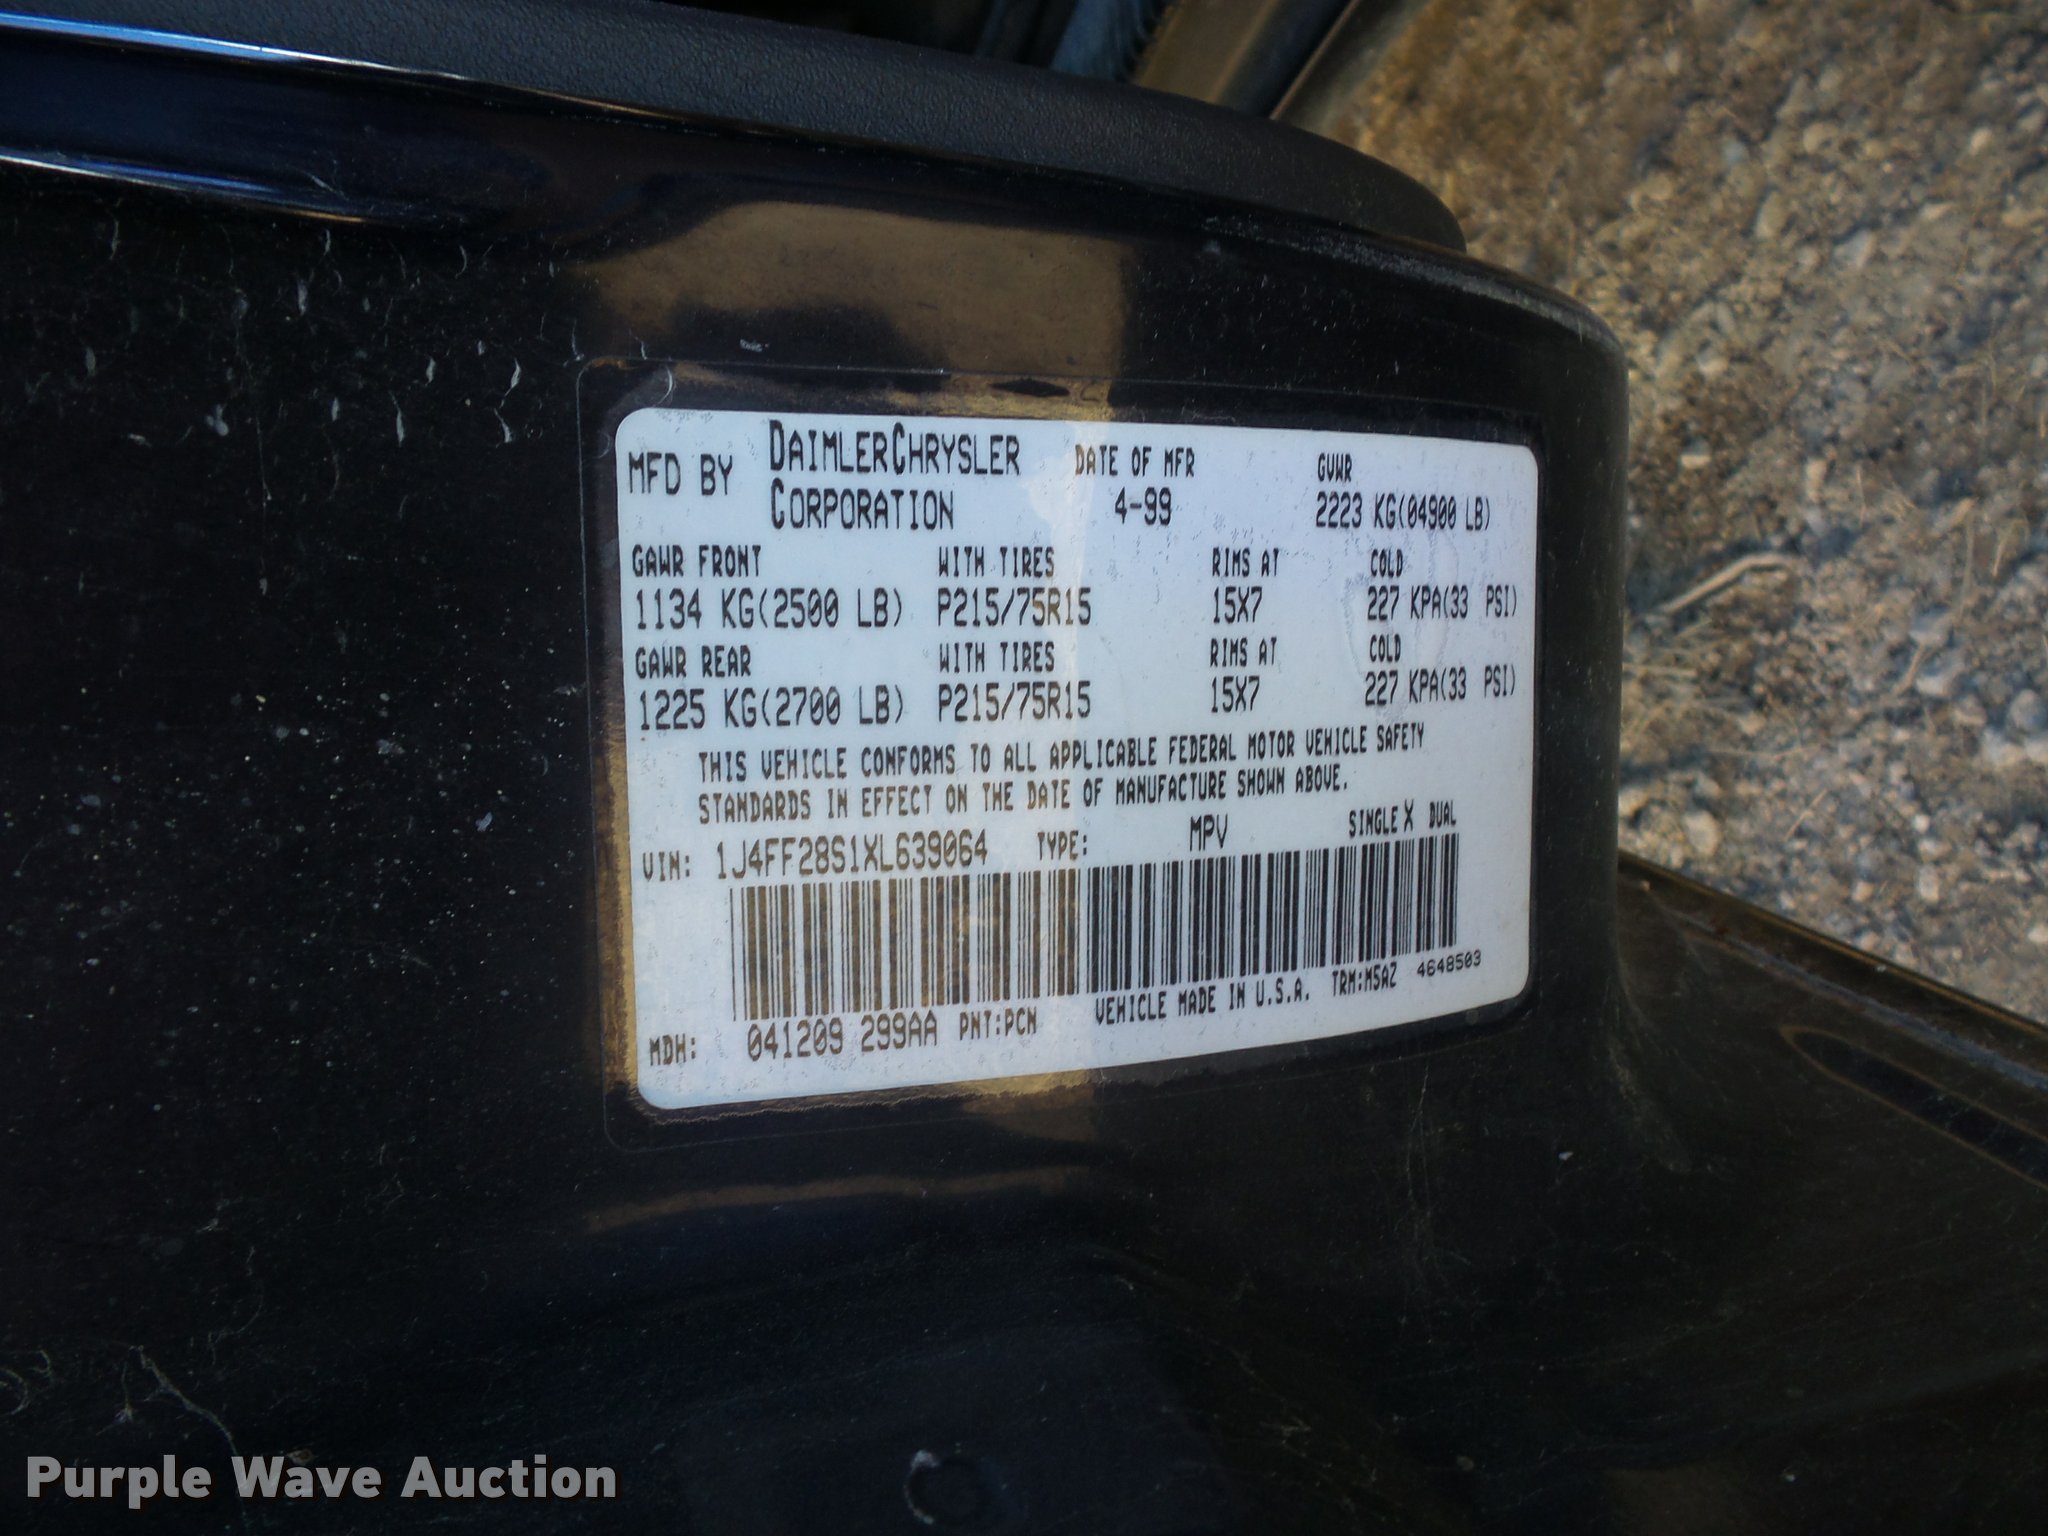 MFD BY DAIMLERCHRYSLER CORPORATION DATE OF MFR 4-99 GVWR 2223 KG(04900 LB)
GAWR FRONT WITH TIRES RIMS AT COLD
1134 KG(2500 LB) P215/75R15 15X7 227 KPA(33 PSI)
GAWR REAR WITH TIRES RIMS AT COLD
1225 KG(2700 LB) P215/75R15 15X7 227 KPA(33 PSI)
THIS VEHICLE CONFORMS TO ALL APPLICABLE FEDERAL MOTOR VEHICLE SAFETY
STANDARDS IN EFFECT ON THE DATE OF MANUFACTURE SHOWN ABOVE.
VIN: 1J4FF28S1XL639064 TYPE: MPV SINGLE X DUAL
MDH: 041209 299AA PNT:PCN VEHICLE MADE IN U.S.A. TRM:M5AZ 4648503
Purple Wave Auction